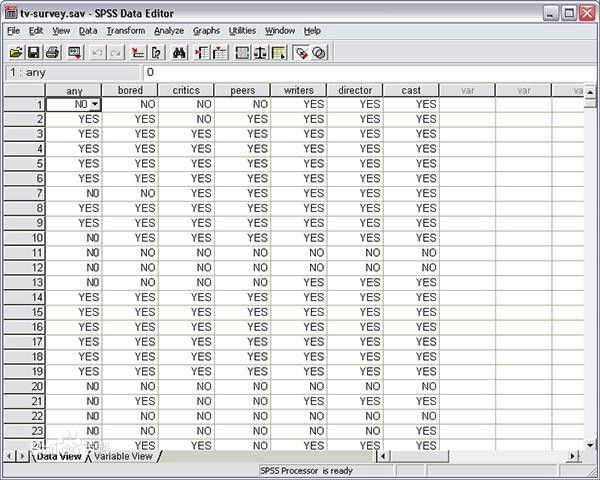 tv-survey.sav - SPSS Data Editor
File Edit View Data Transform Analyze Graphs Utilities Window Help
1 : any 0
any bored critics peers writers director cast var var va
1 NO NO NO NO YES YES YES
2 YES YES NO YES YES YES YES
3 YES YES YES YES YES YES YES
4 YES YES YES YES YES YES YES
5 YES YES YES YES YES YES YES
6 YES YES YES YES YES YES YES
7 NO NO YES YES YES YES YES
8 YES YES YES YES YES YES YES
9 YES YES YES YES YES YES YES
10 NO YES YES YES YES YES YES
11 NO NO NO NO NO NO NO
12 NO NO NO NO NO NO NO
13 NO NO NO NO YES YES YES
14 YES YES YES YES YES YES YES
15 YES YES YES YES YES YES YES
16 YES YES YES YES YES YES YES
17 YES YES YES YES YES YES YES
18 YES YES YES YES YES YES YES
19 YES YES YES YES YES YES YES
20 NO NO NO NO NO NO NO
21 NO YES NO NO YES YES YES
22 NO NO NO NO NO NO NO
23 NO NO NO NO NO NO YES
24 NO YES YES NO YES YES YES
Data View Variable View
SPSS Processor is ready